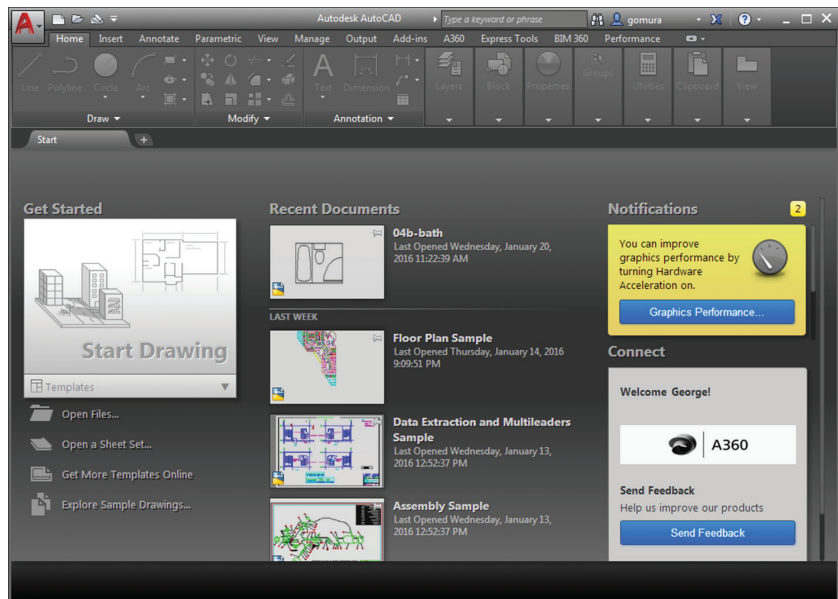 Autodesk AutoCAD
Type a keyword or phrase
gomura
Home Insert Annotate Parametric View Manage Output Add-ins A360 Express Tools BIM 360 Performance
Line Polyline Circle Arc Text Dimension Layers Block Properties Groups Utilities Clipboard View
Draw Modify Annotation
Start
Get Started
Start Drawing
Templates
Open Files...
Open a Sheet Set...
Get More Templates Online
Explore Sample Drawings...
Recent Documents
04b-bath
Last Opened Wednesday, January 20,
2016 11:22:39 AM
LAST WEEK
Floor Plan Sample
Last Opened Thursday, January 14, 2016
9:09:51 PM
Data Extraction and Multileaders
Sample
Last Opened Wednesday, January 13,
2016 12:52:37 PM
Assembly Sample
Last Opened Wednesday, January 13,
2016 12:52:37 PM
Notifications
2
You can improve
graphics performance by
turning Hardware
Acceleration on.
Graphics Performance...
Connect
Welcome George!
A360
Send Feedback
Help us improve our products
Send Feedback